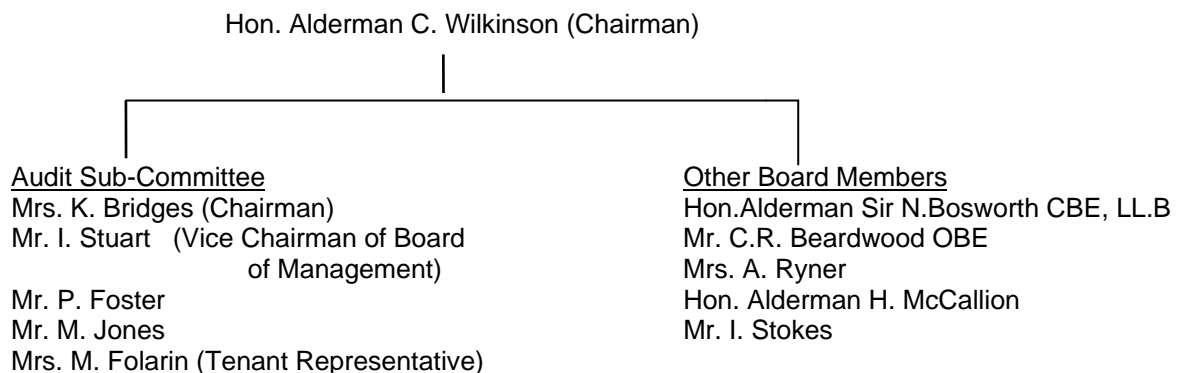 Hon. Alderman C. Wilkinson (Chairman)
Audit Sub-Committee
Mrs. K. Bridges (Chairman)
Mr. I. Stuart (Vice Chairman of Board
of Management)
Mr. P. Foster
Mr. M. Jones
Mrs. M. Folarin (Tenant Representative)
Other Board Members
Hon.Alderman Sir N.Bosworth CBE, LL.B
Mr. C.R. Beardwood OBE
Mrs. A. Ryner
Hon. Alderman H. McCallion
Mr. I. Stokes